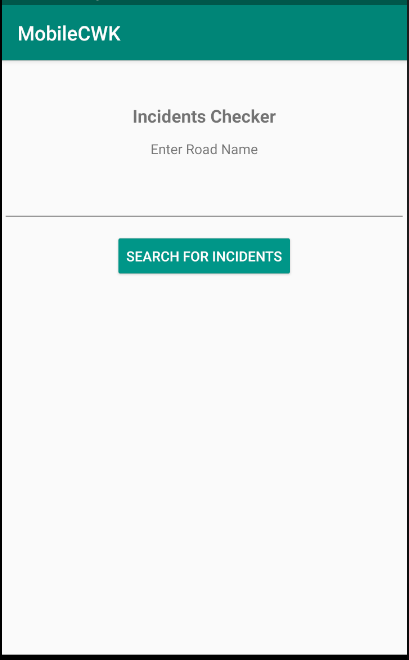 MobileCWK
Incidents Checker
Enter Road Name
SEARCH FOR INCIDENTS